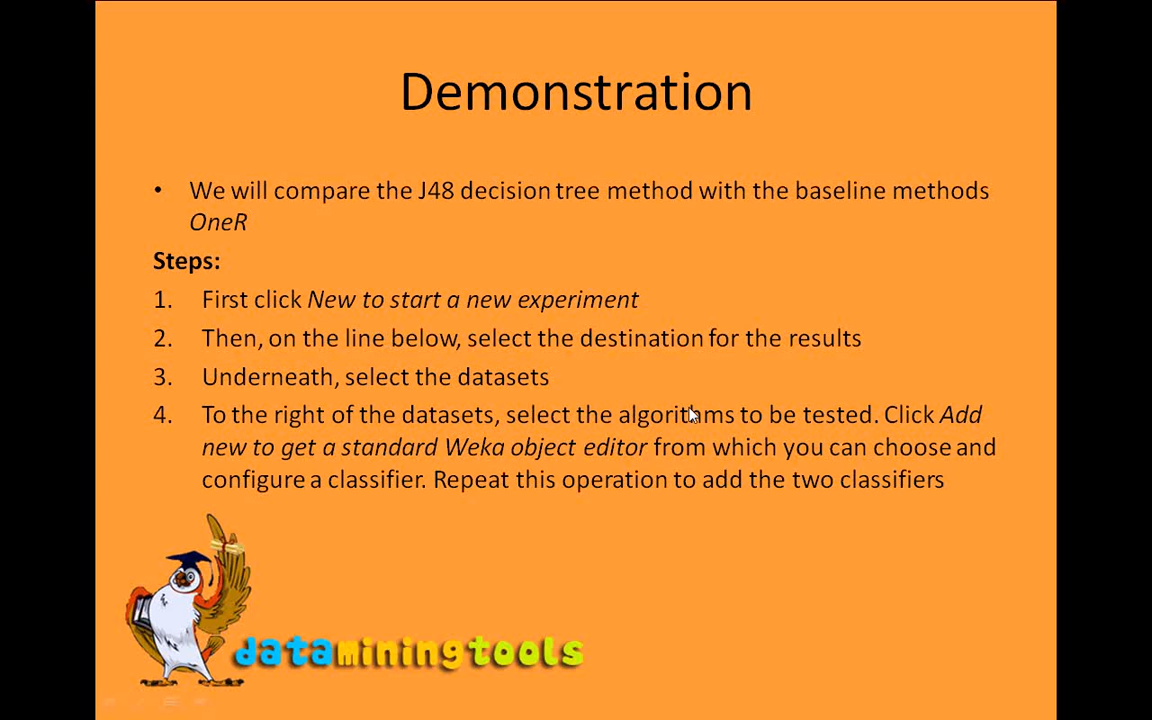 Demonstration
• We will compare the J48 decision tree method with the baseline methods
OneR
Steps:
1. First click New to start a new experiment
2. Then, on the line below, select the destination for the results
3. Underneath, select the datasets
4. To the right of the datasets, select the algorithms to be tested. Click Add
new to get a standard Weka object editor from which you can choose and
configure a classifier. Repeat this operation to add the two classifiers
dataminingtools